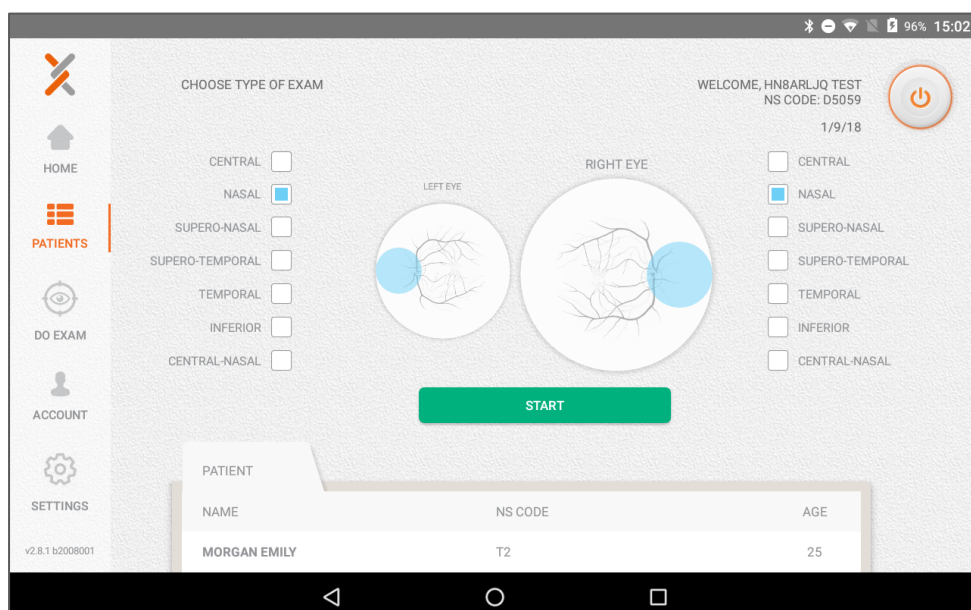 96% 15:02
CHOOSE TYPE OF EXAM
WELCOME, HN8ARLJQ TEST
NS CODE: D5059
1/9/18
HOME
PATIENTS
DO EXAM
ACCOUNT
SETTINGS
v2.8.1 b2008001
CENTRAL
NASAL
SUPERO-NASAL
SUPERO-TEMPORAL
TEMPORAL
INFERIOR
CENTRAL-NASAL
LEFT EYE
RIGHT EYE
CENTRAL
NASAL
SUPERO-NASAL
SUPERO-TEMPORAL
TEMPORAL
INFERIOR
CENTRAL-NASAL
START
PATIENT
NAME NS CODE AGE
MORGAN EMILY T2 25